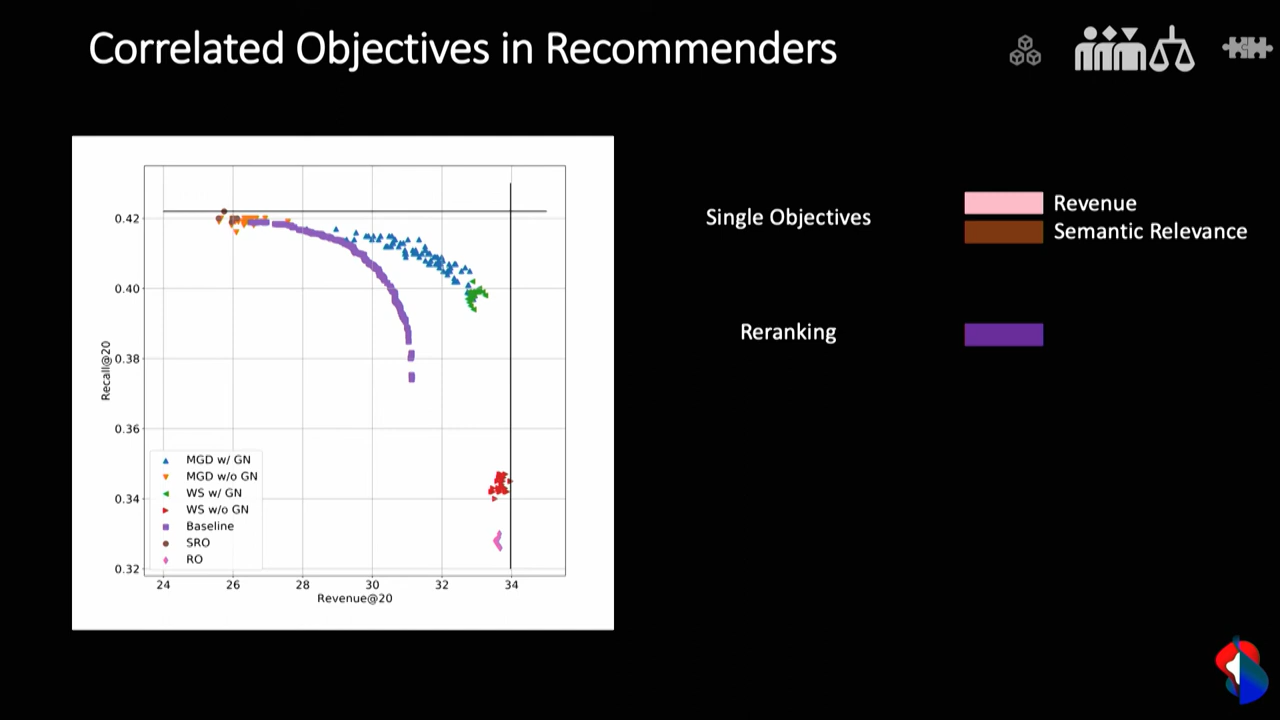 Correlated Objectives in Recommenders
0.42
0.40
0.38
0.36
0.34
0.32
Recall@20
MGD w/ GN
MGD w/o GN
WS w/ GN
WS w/o GN
Baseline
SRO
RO
24 26 28 30 32 34
Revenue@20
Single Objectives
Revenue
Semantic Relevance
Reranking